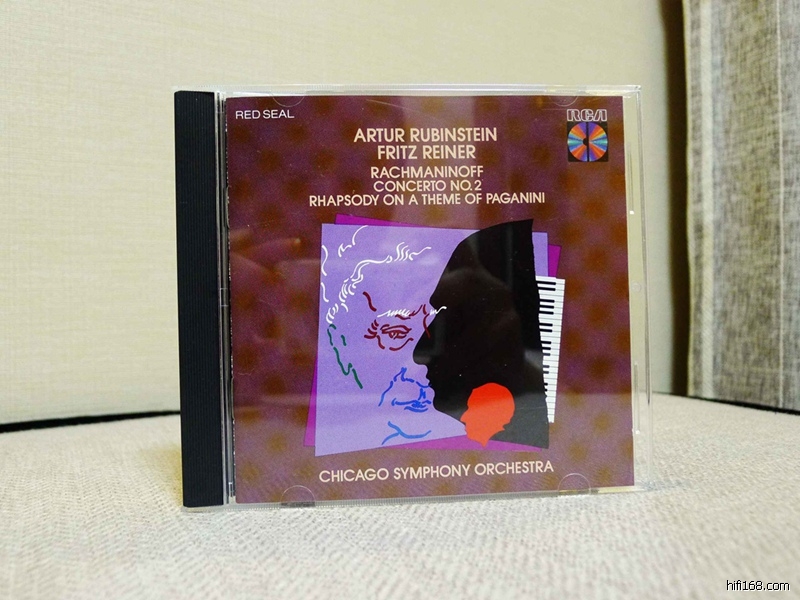 RED SEAL
RCA
ARTUR RUBINSTEIN
FRITZ REINER
RACHMANINOFF
CONCERTO NO. 2
RHAPSODY ON A THEME OF PAGANINI
CHICAGO SYMPHONY ORCHESTRA
hifi168.com